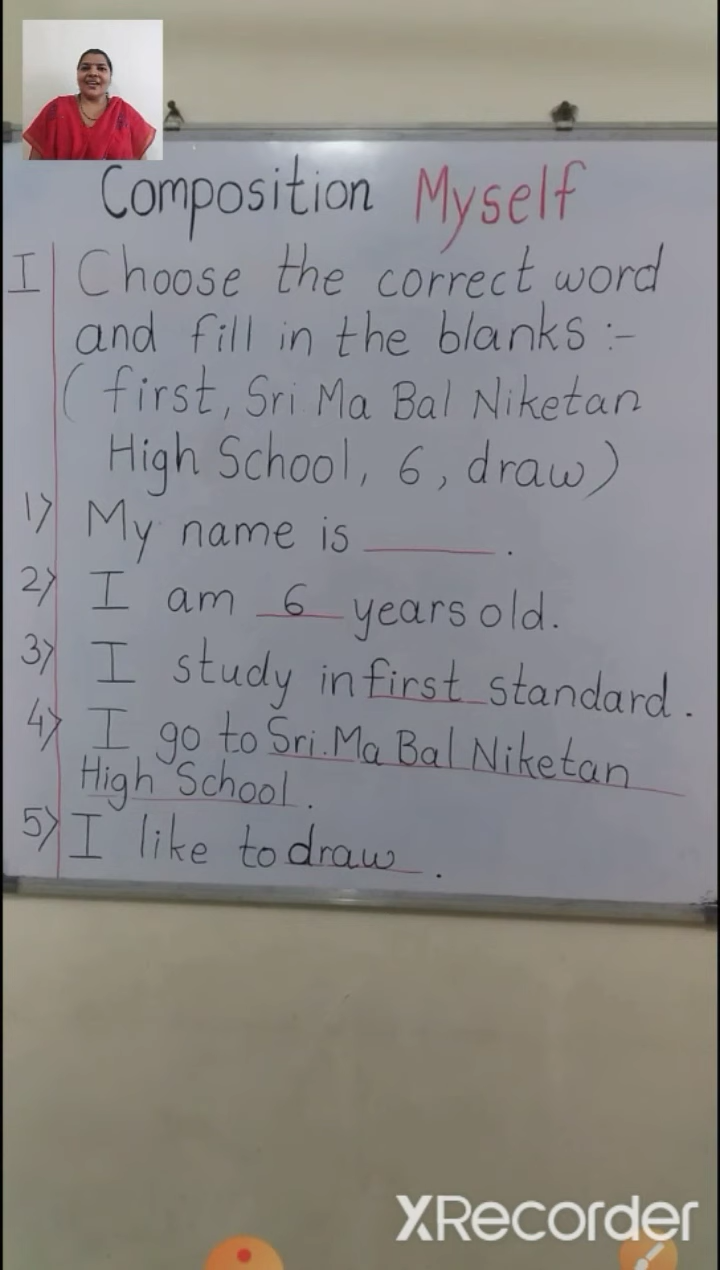 Composition Myself
I Choose the correct word
and fill in the blanks :-
( first, Sri. Ma Bal Niketan
High School, 6, draw)
1) My name is ______ .
2) I am 6 years old.
3) I study in first standard.
4) I go to Sri. Ma Bal Niketan
High School.
5) I like to draw .
XRecorder